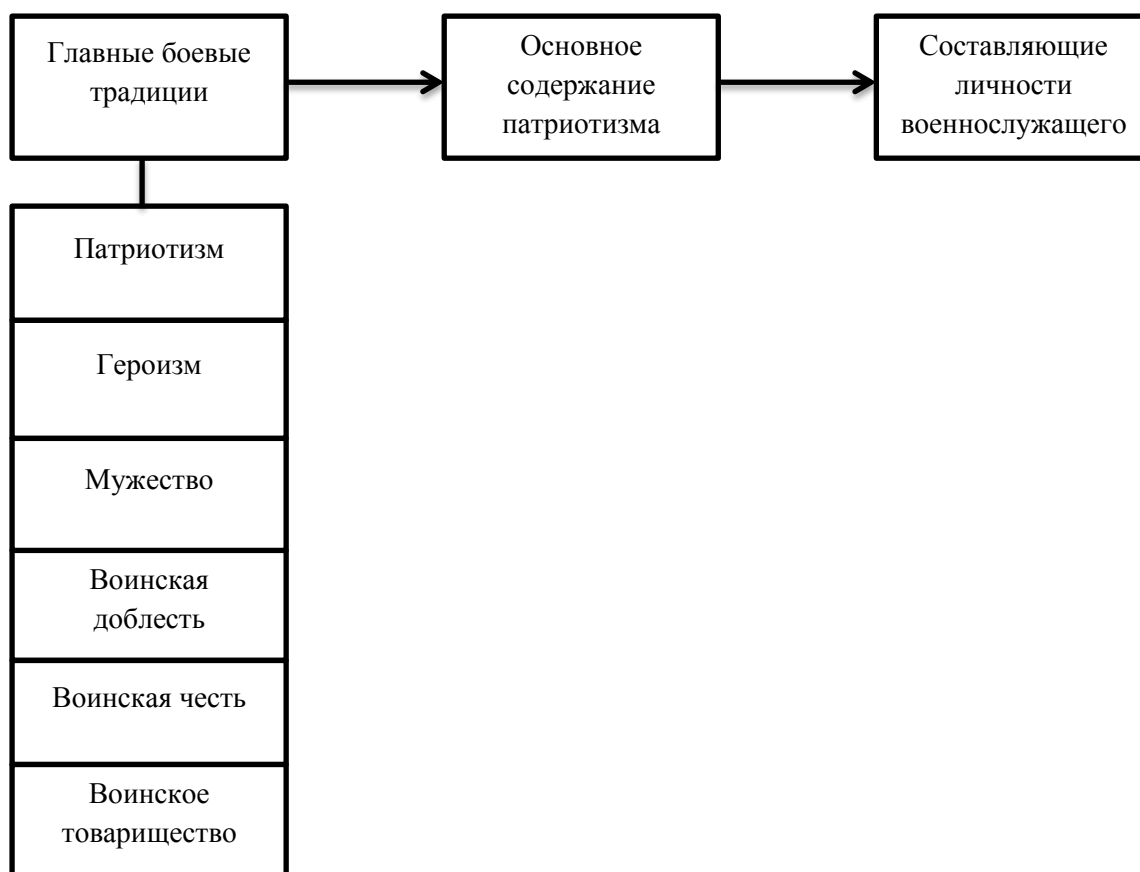 Главные боевые
традиции
Основное
содержание
патриотизма
Составляющие
личности
военнослужащего
Патриотизм
Героизм
Мужество
Воинская
доблесть
Воинская честь
Воинское
товарищество